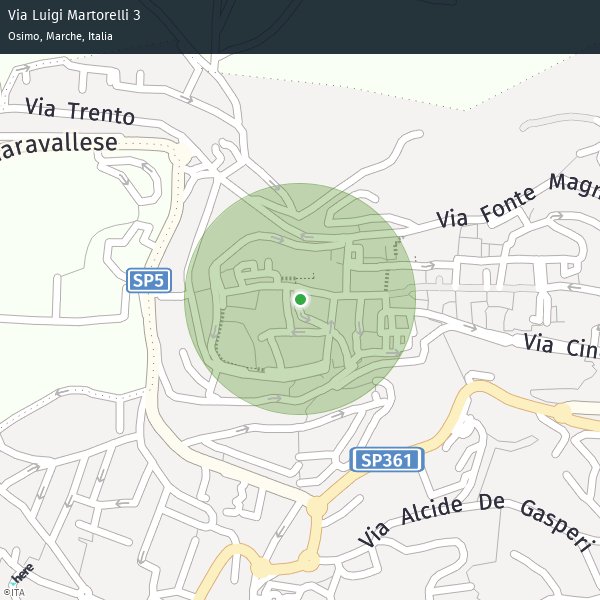 Via Luigi Martorelli 3
Osimo, Marche, Italia
Via Trento
aravallese
Via Fonte Magn
SP5
Via Cin
SP361
Via Alcide De Gasperi
here
©ITA